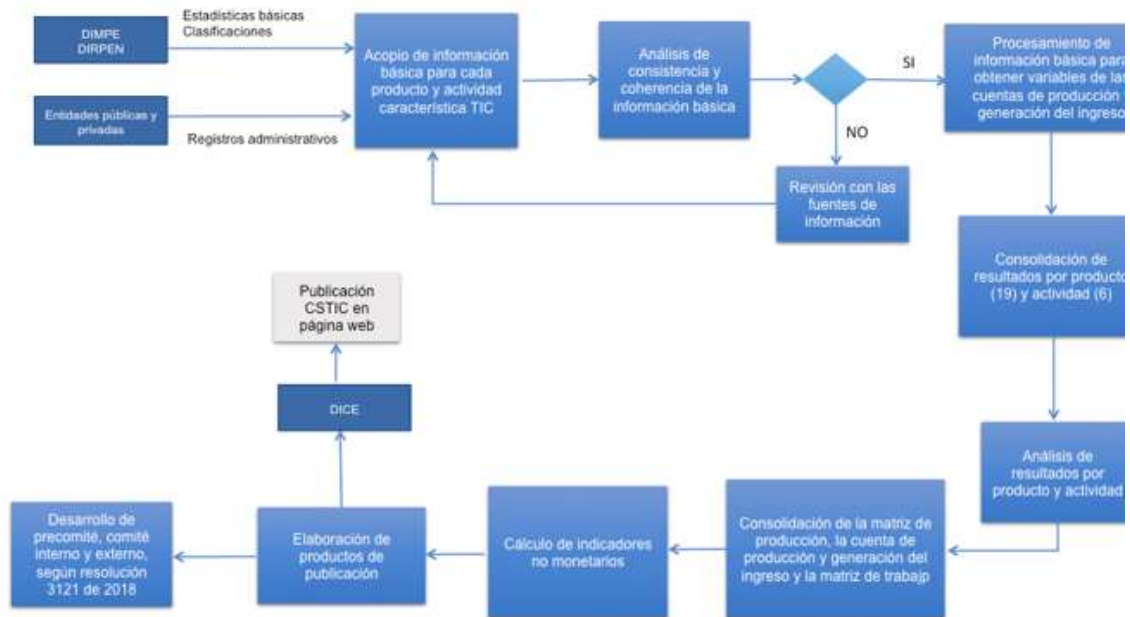 DIMPE
DIRPEN
Estadísticas básicas
Clasificaciones
Entidades públicas y
privadas
Registros administrativos
Acopio de información
básica para cada
producto y actividad
característica TIC
Análisis de
consistencia y
coherencia de la
información básica
SI
NO
Revisión con las
fuentes de
información
Procesamiento de
información básica para
obtener variables de las
cuentas de producción
generación del ingreso
Consolidación de
resultados por producto
(19) y actividad (6)
Análisis de
resultados por
producto y actividad
Consolidación de la matriz de
producción, la cuenta de
producción y generación del
ingreso y la matriz de trabajp
Cálculo de indicadores
no monetarios
Elaboración de
productos de
publicación
DICE
Publicación
CSTIC en
página web
Desarrollo de
precomité, comité
interno y externo,
según resolución
3121 de 2018